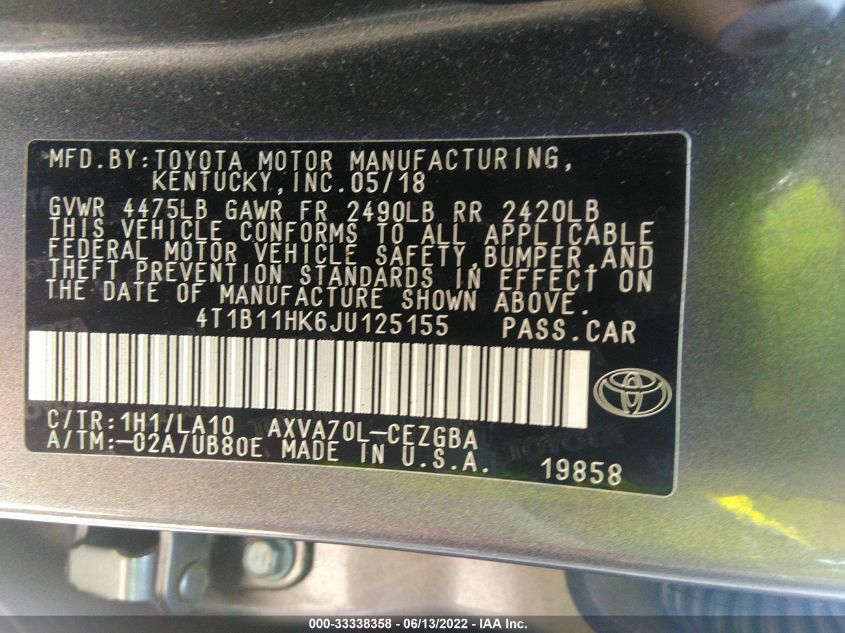 MFD.BY:TOYOTA MOTOR MANUFACTURING,
KENTUCKY,INC.05/18
GVWR 4475LB GAWR FR 2490LB RR 2420LB
THIS VEHICLE CONFORMS TO ALL APPLICABLE
FEDERAL MOTOR VEHICLE SAFETY,BUMPER,AND
THEFT PREVENTION STANDARDS IN EFFECT ON
THE DATE OF MANUFACTURE SHOWN ABOVE.
4T1B11HK6JU125155 PASS.CAR
C/TR:1H1/LA10 AXVA70L-CEZGBA
A/TM:-02A/UB80E MADE IN U.S.A. 19858
000-33338358 - 06/13/2022 - IAA Inc.